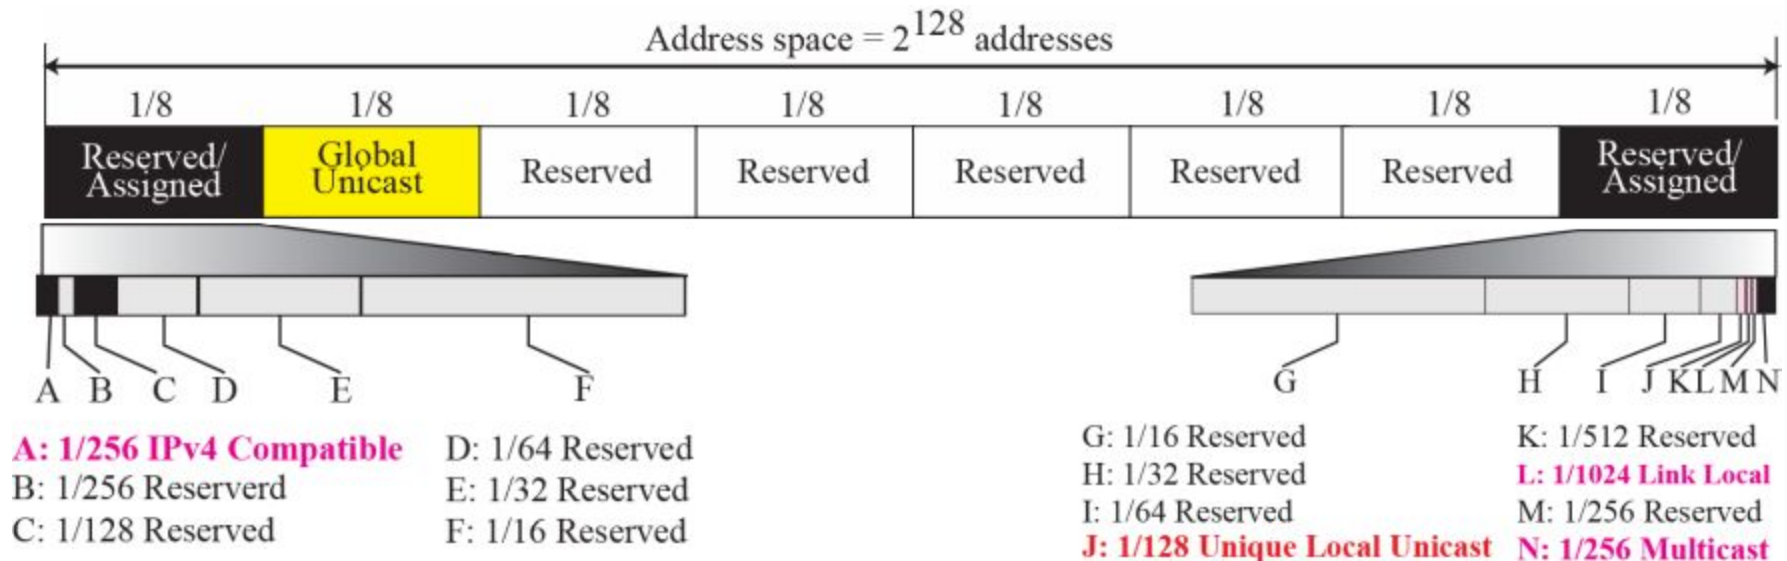 Address space = 2^128 addresses
1/8 1/8 1/8 1/8 1/8 1/8 1/8 1/8
Reserved/ Assigned
Global Unicast
Reserved
Reserved
Reserved
Reserved
Reserved
Reserved/ Assigned
A B C D E F G H I J K L M N
A: 1/256 IPv4 Compatible
B: 1/256 Reserverd
C: 1/128 Reserved
D: 1/64 Reserved
E: 1/32 Reserved
F: 1/16 Reserved
G: 1/16 Reserved
H: 1/32 Reserved
I: 1/64 Reserved
J: 1/128 Unique Local Unicast
K: 1/512 Reserved
L: 1/1024 Link Local
M: 1/256 Reserved
N: 1/256 Multicast